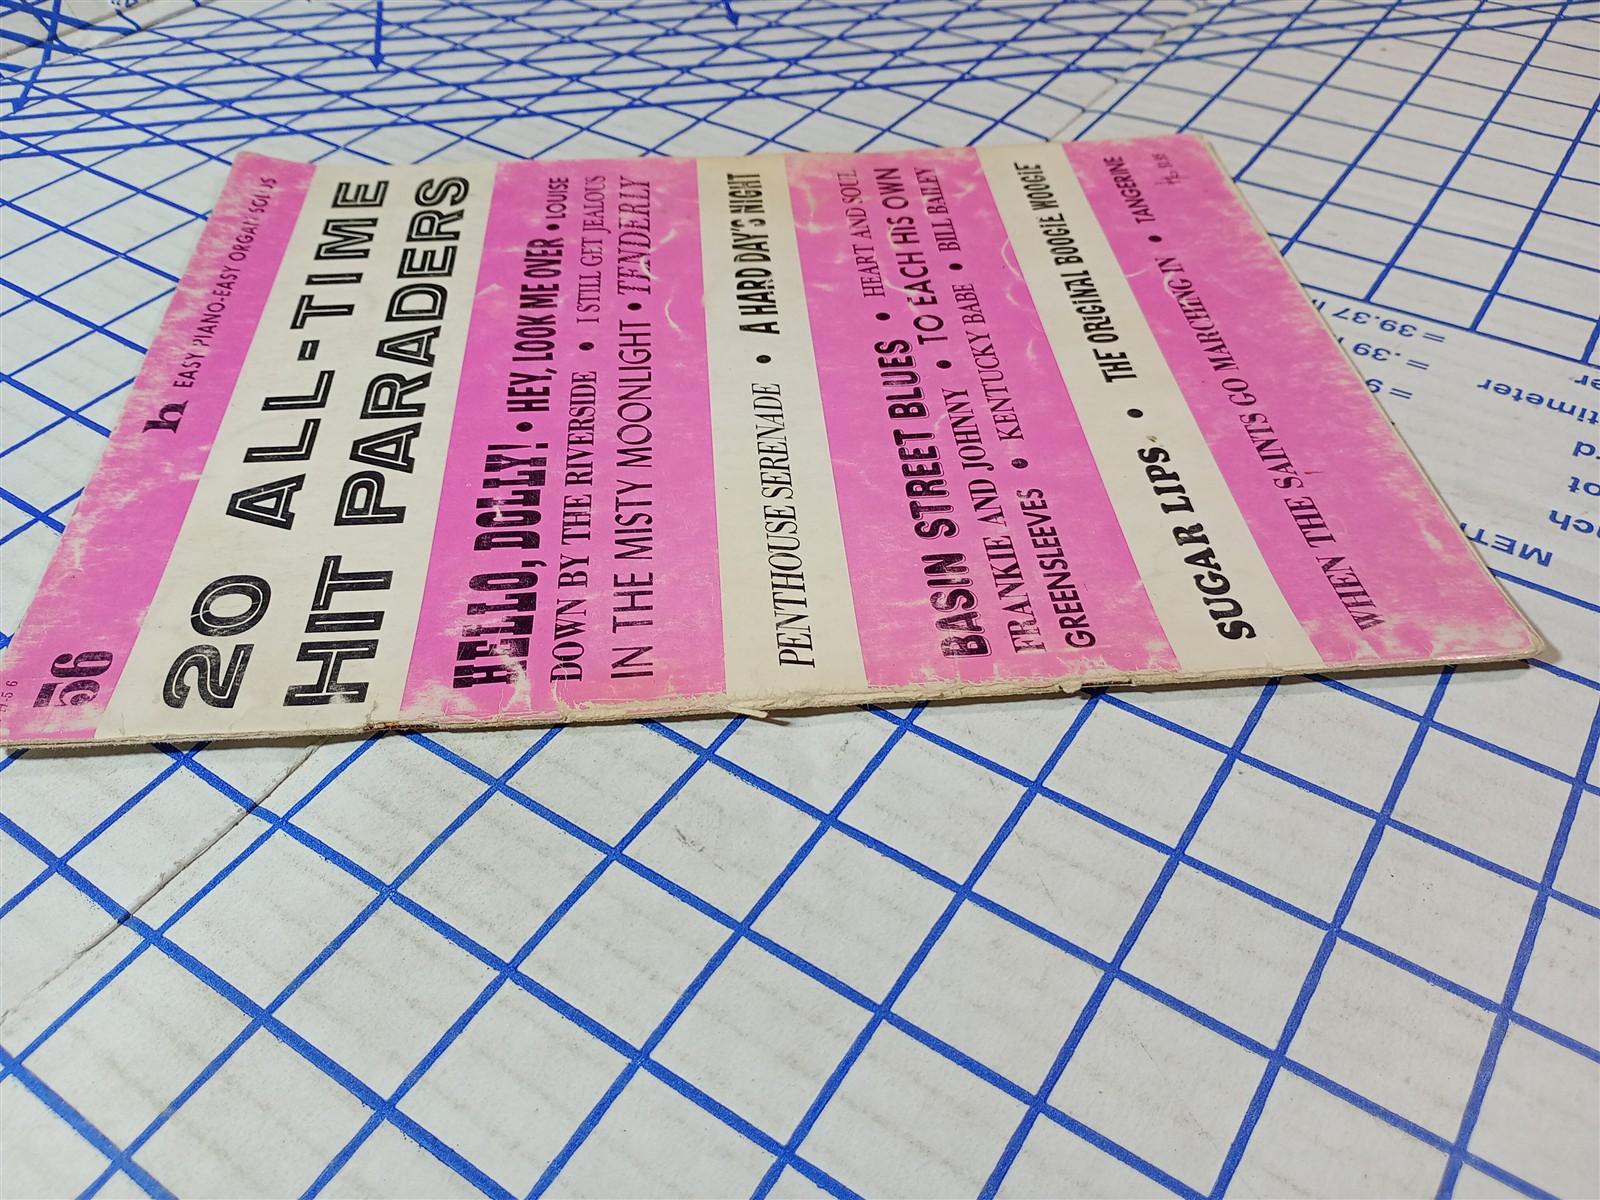 h EASY PIANO-EASY ORGAN SOLOS
56
20 ALL-TIME
HIT PARADERS
HELLO, DOLLY! • HEY, LOOK ME OVER • LOUISE
DOWN BY THE RIVERSIDE • I STILL GET JEALOUS
IN THE MISTY MOONLIGHT • TENDERLY
PENTHOUSE SERENADE • A HARD DAY'S NIGHT
BASIN STREET BLUES • HEART AND SOUL
FRANKIE AND JOHNNY • TO EACH HIS OWN
GREENSLEEVES • KENTUCKY BABE • BILL BAILEY
SUGAR LIPS • THE ORIGINAL BOOGIE WOOGIE
WHEN THE SAINTS GO MARCHING IN • TANGERINE
= 39.37
= .39